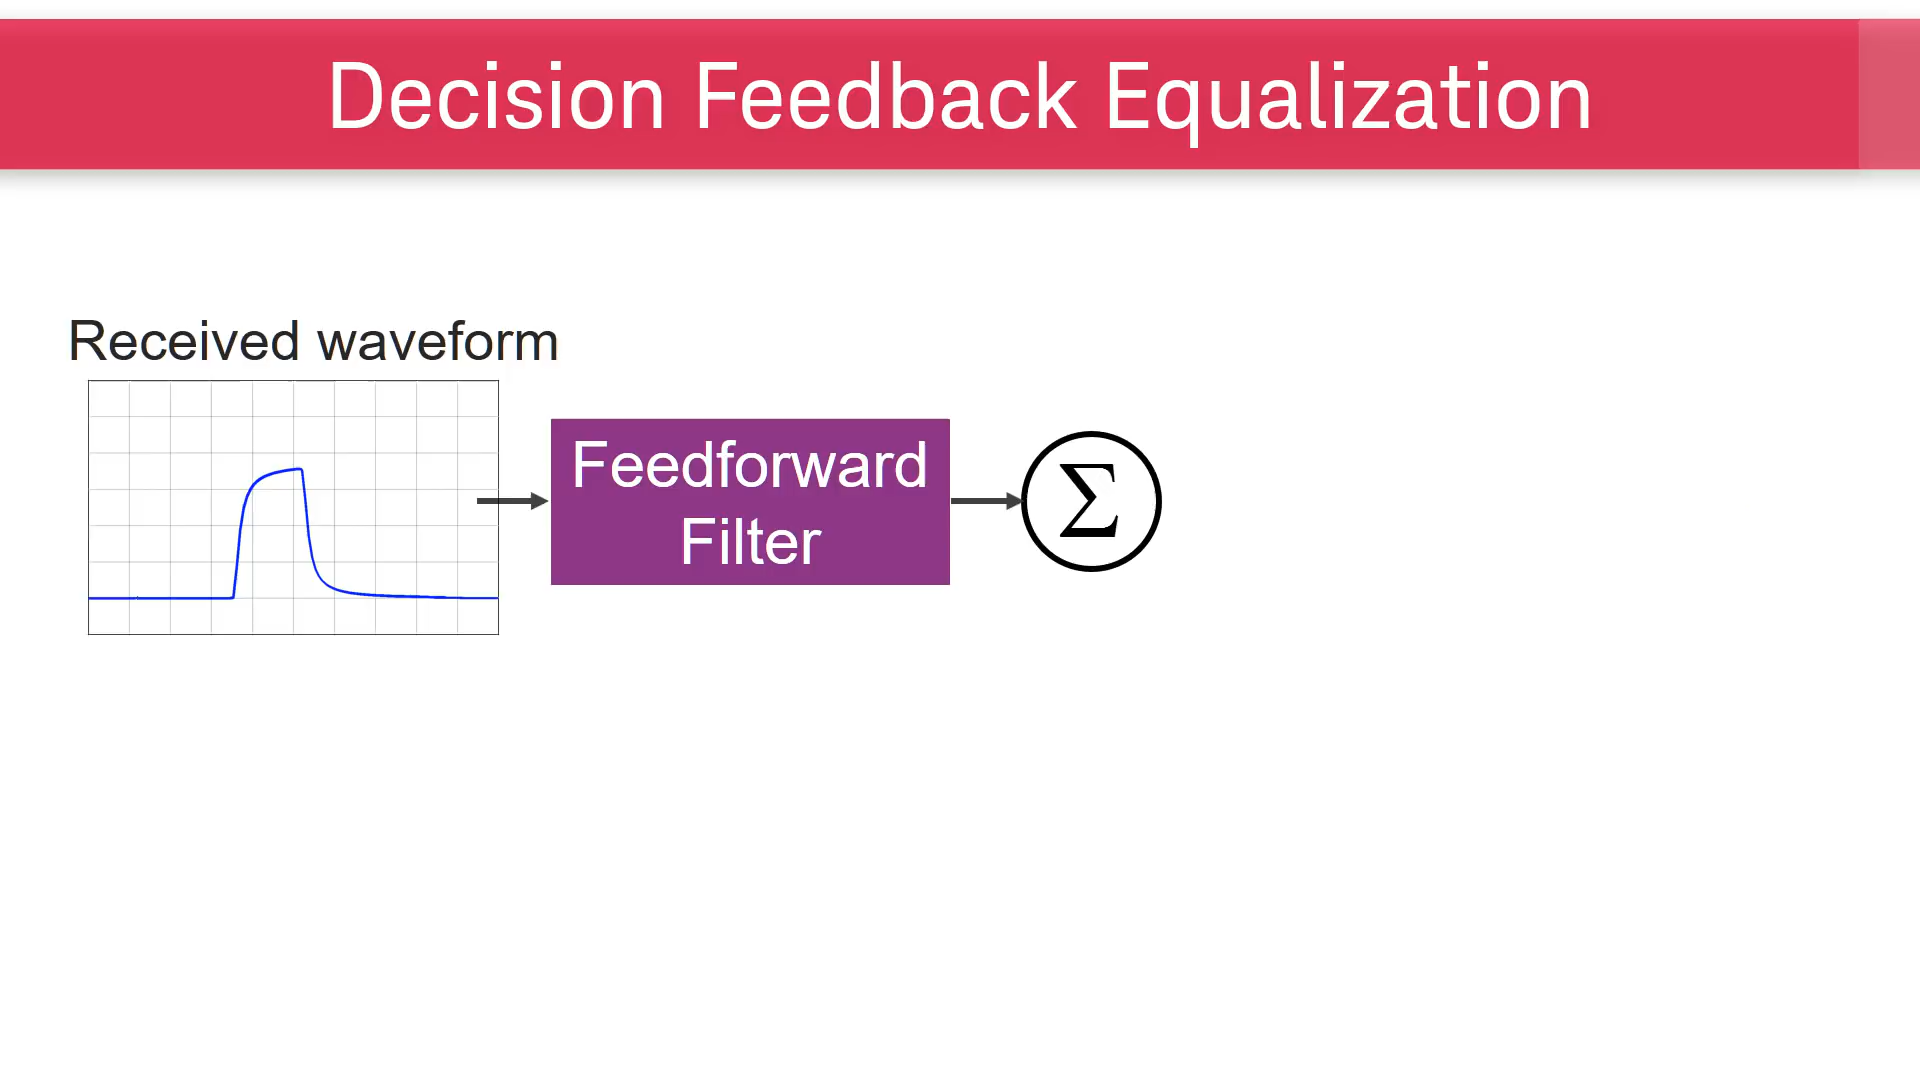 Decision Feedback Equalization
Received waveform
Feedforward
Filter
Σ